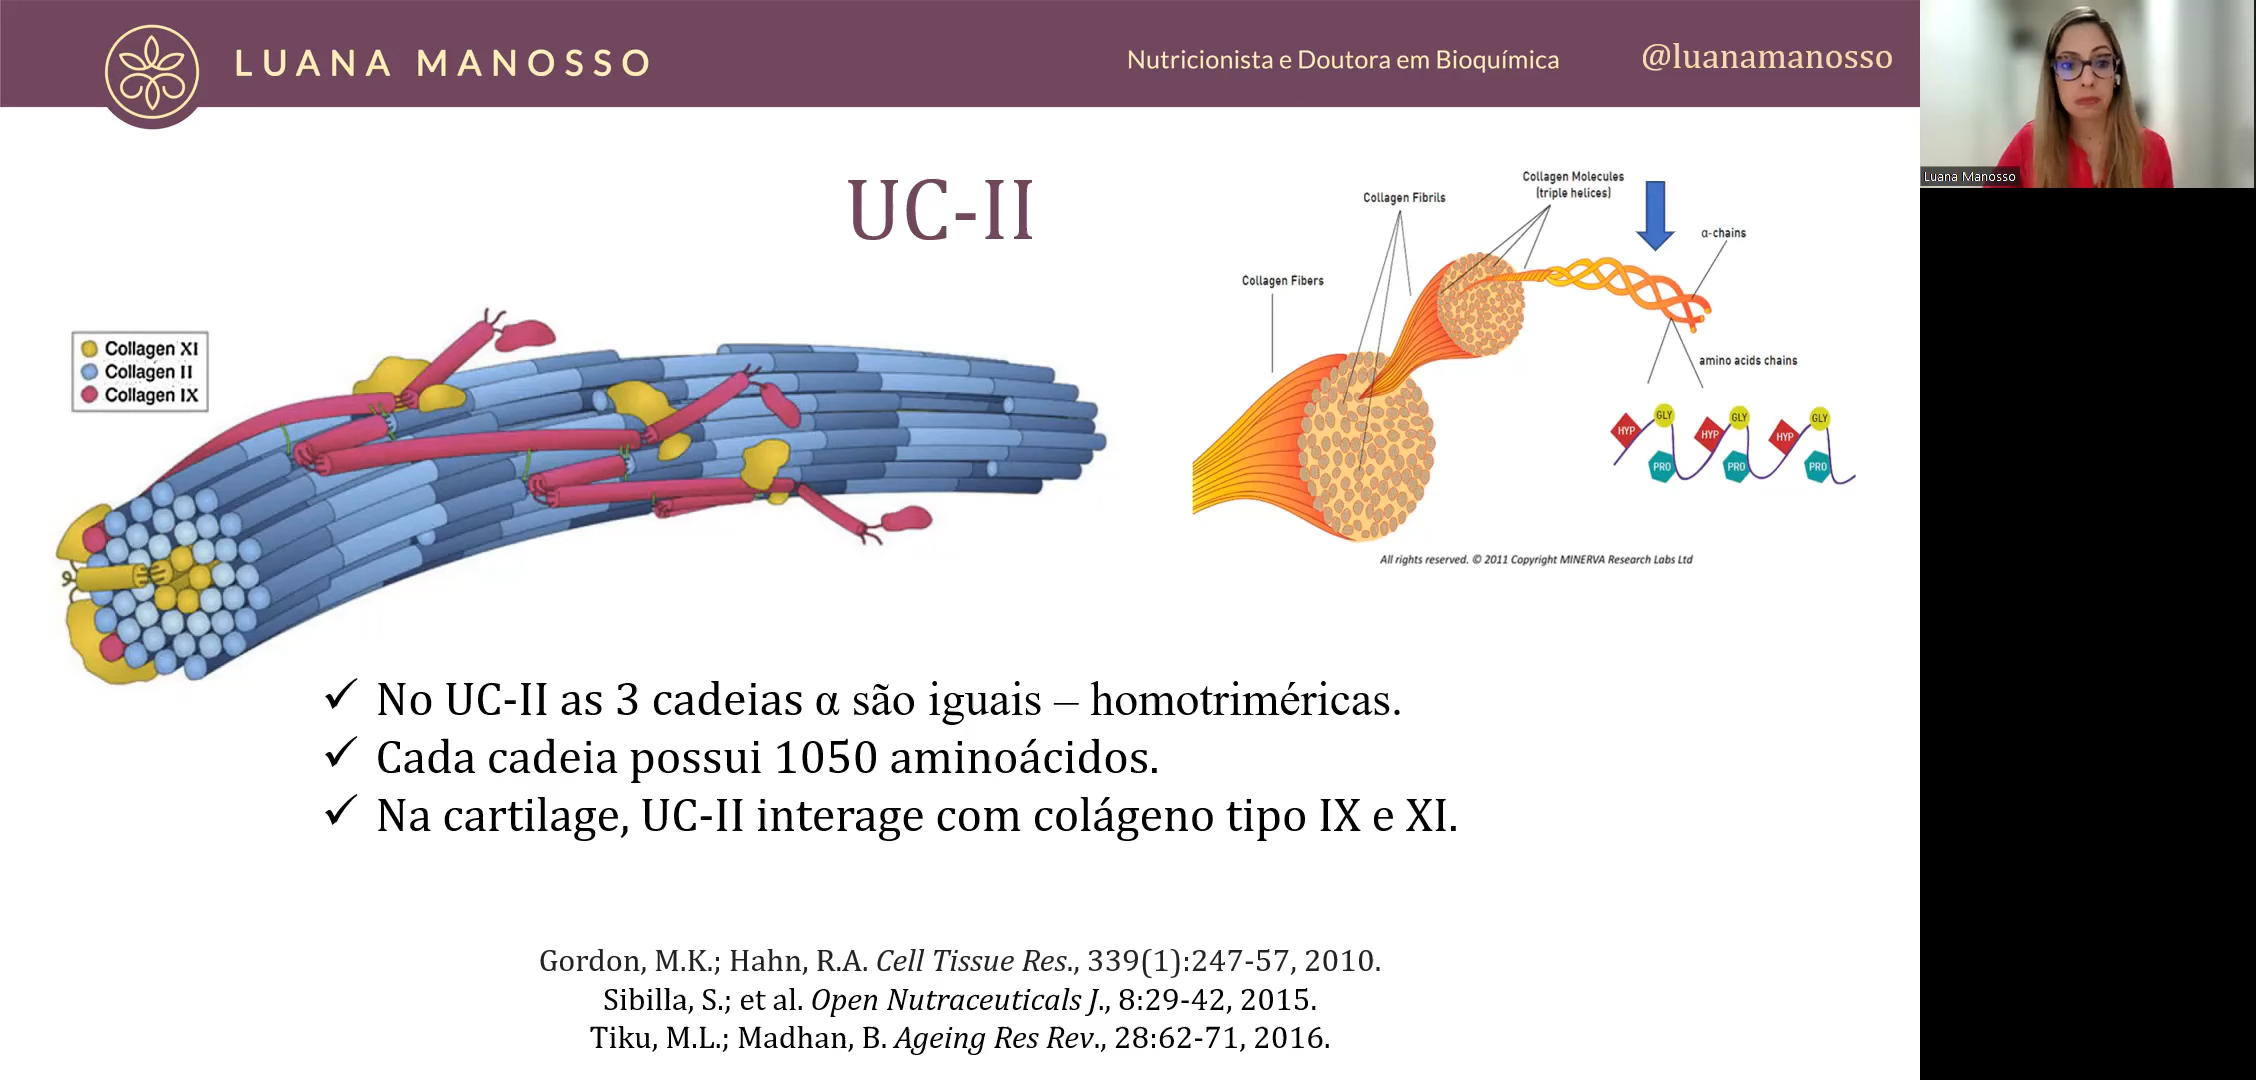 LUANA MANOSSO
Nutricionista e Doutora em Bioquímica
@luanamanosso
Luana Manosso
UC-II
Collagen XI
Collagen II
Collagen IX
Collagen Fibers
Collagen Fibrils
Collagen Molecules
(triple helices)
α-chains
amino acids chains
HYP GLY PRO HYP GLY PRO HYP GLY PRO
All rights reserved. © 2011 Copyright MINERVA Research Labs Ltd
✓ No UC-II as 3 cadeias α são iguais – homotriméricas.
✓ Cada cadeia possui 1050 aminoácidos.
✓ Na cartilage, UC-II interage com colágeno tipo IX e XI.
Gordon, M.K.; Hahn, R.A. Cell Tissue Res., 339(1):247-57, 2010.
Sibilla, S.; et al. Open Nutraceuticals J., 8:29-42, 2015.
Tiku, M.L.; Madhan, B. Ageing Res Rev., 28:62-71, 2016.